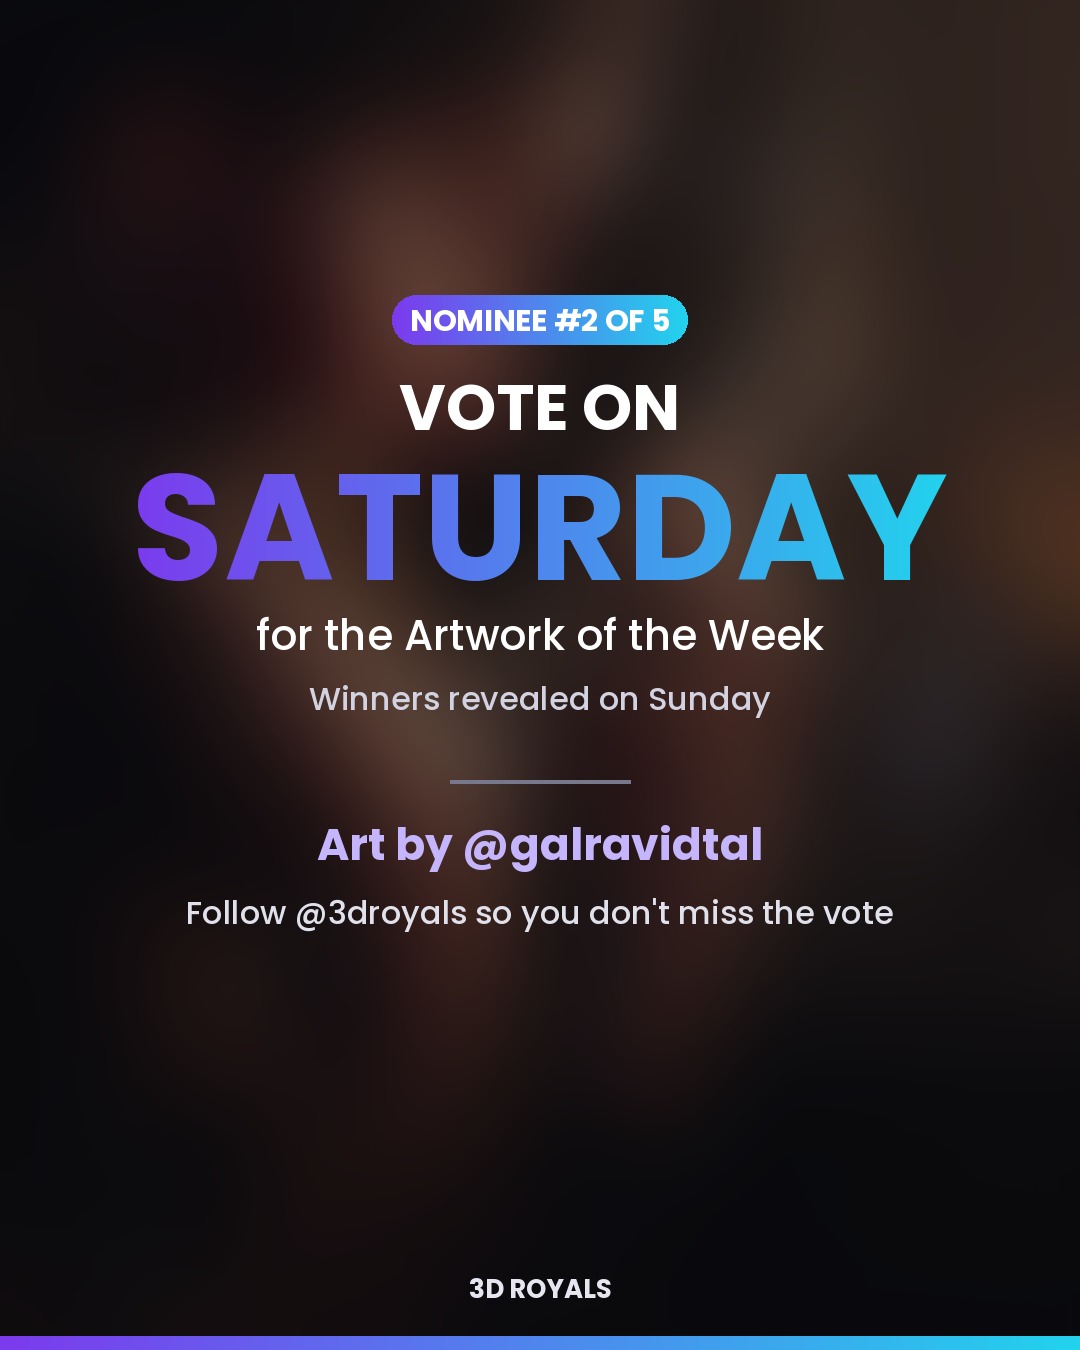 NOMINEE #2 OF 5
VOTE ON
SATURDAY
for the Artwork of the Week
Winners revealed on Sunday
Art by @galravidtal
Follow @3droyals so you don't miss the vote
3D ROYALS